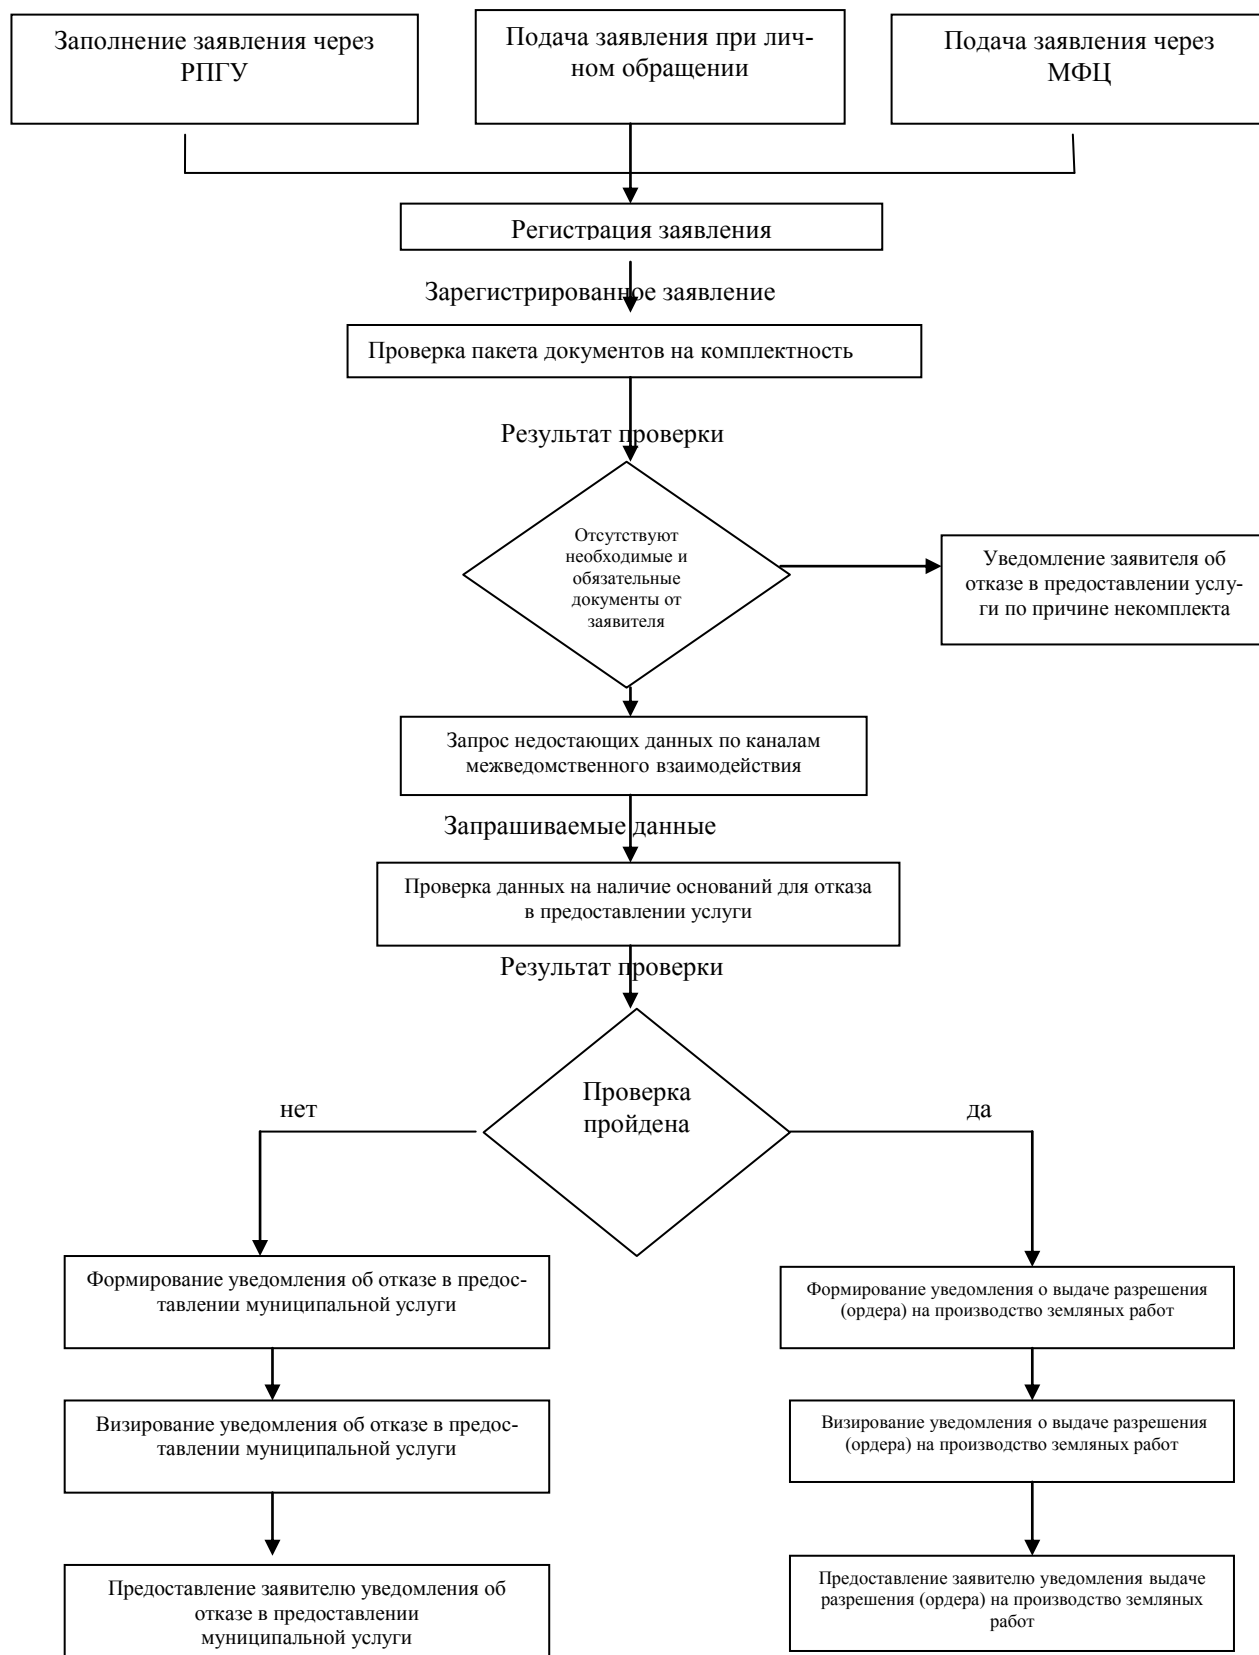 Заполнение заявления через
РПГУ
Подача заявления при лич-
ном обращении
Подача заявления через
МФЦ
Регистрация заявления
Зарегистрированное заявление
Проверка пакета документов на комплектность
Результат проверки
Отсутствуют
необходимые и
обязательные
документы от
заявителя
Уведомление заявителя об
отказе в предоставлении услу-
ги по причине некомплекта
Запрос недостающих данных по каналам
межведомственного взаимодействия
Запрашиваемые данные
Проверка данных на наличие оснований для отказа
в предоставлении услуги
Результат проверки
Проверка
пройдена
нет
да
Формирование уведомления об отказе в предос-
тавлении муниципальной услуги
Формирование уведомления о выдаче разрешения
(ордера) на производство земляных работ
Визирование уведомления об отказе в предос-
тавлении муниципальной услуги
Визирование уведомления о выдаче разрешения
(ордера) на производство земляных работ
Предоставление заявителю уведомления об
отказе в предоставлении
муниципальной услуги
Предоставление заявителю уведомления выдаче
разрешения (ордера) на производство земляных
работ